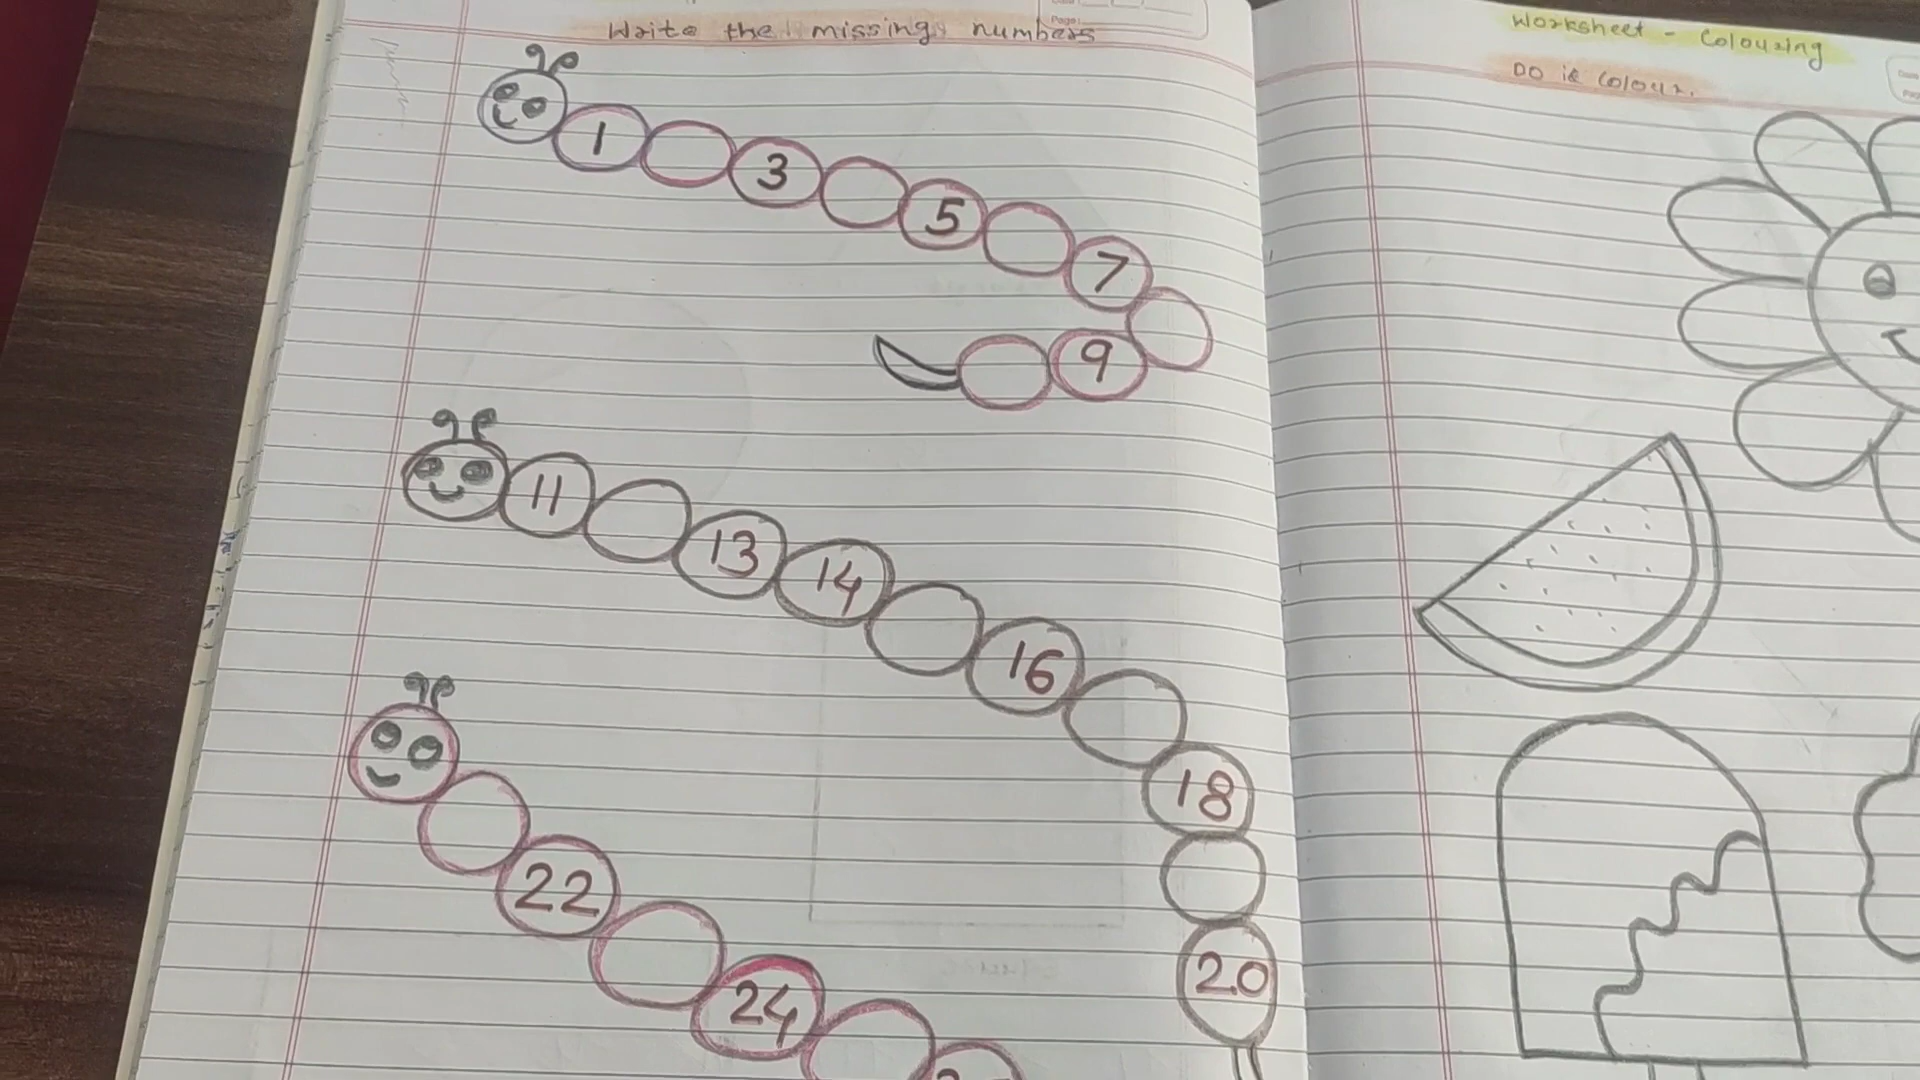 Page:
Write the missing numbers
1 3 5 7
9
11 13 14 16 18
20
22 24
Worksheet - Colouring
DO it Colour.